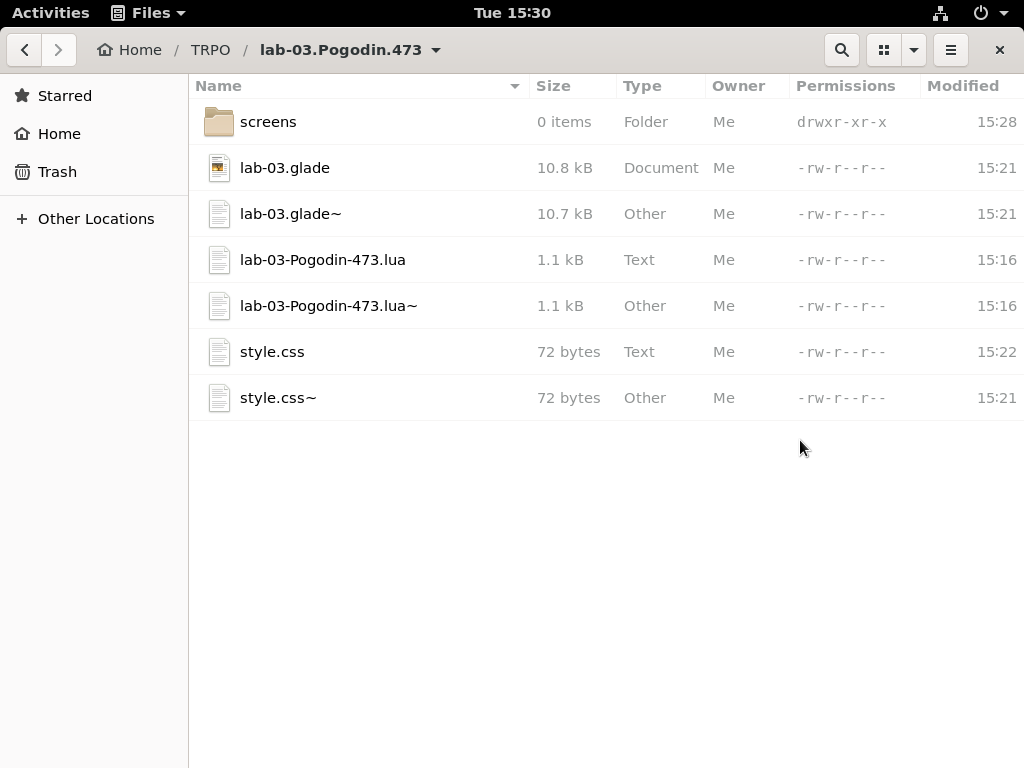 Activities Files Tue 15:30
Home / TRPO / lab-03.Pogodin.473
Starred
Home
Trash
Other Locations
Name Size Type Owner Permissions Modified
screens 0 items Folder Me drwxr-xr-x 15:28
lab-03.glade 10.8 kB Document Me -rw-r--r-- 15:21
lab-03.glade~ 10.7 kB Other Me -rw-r--r-- 15:21
lab-03-Pogodin-473.lua 1.1 kB Text Me -rw-r--r-- 15:16
lab-03-Pogodin-473.lua~ 1.1 kB Other Me -rw-r--r-- 15:16
style.css 72 bytes Text Me -rw-r--r-- 15:22
style.css~ 72 bytes Other Me -rw-r--r-- 15:21